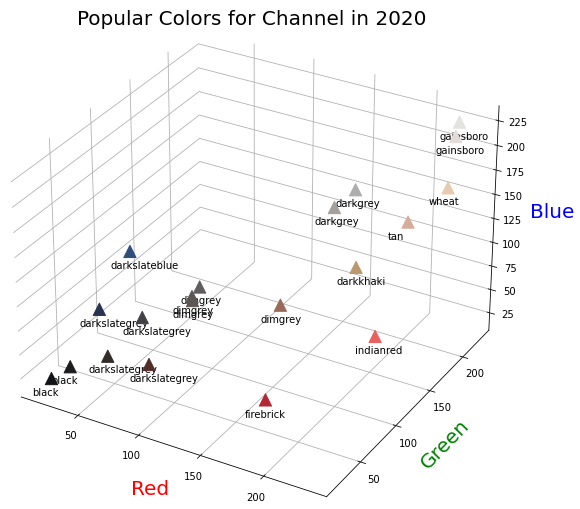 Popular Colors for Channel in 2020
225
gainsboro
200
gainsboro
175
wheat
150
darkgrey
Blue
darkgrey
125
tan
100
darkslateblue
75
darkkhaki
dimgrey
50
dimgrey
dimgrey
darkslategrey
dimgrey
25
darkslategrey
indianred
200
darkslategrey
black
darkslategrey
black
150
firebrick
50
100
Green
100
150
50
200
Red